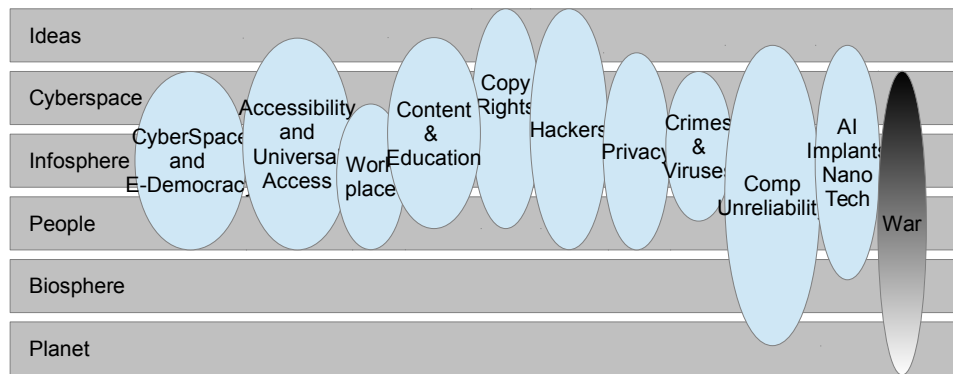 Ideas
Cyberspace
Infosphere
People
Biosphere
Planet
CyberSpace
and
E-Democracy
Accessibility
and
Universal
Access
Work
place
Content
&
Education
Copy
Rights
Hackers
Privacy
Crimes
&
Viruses
Comp
Unreliability
AI
Implants
Nano
Tech
War